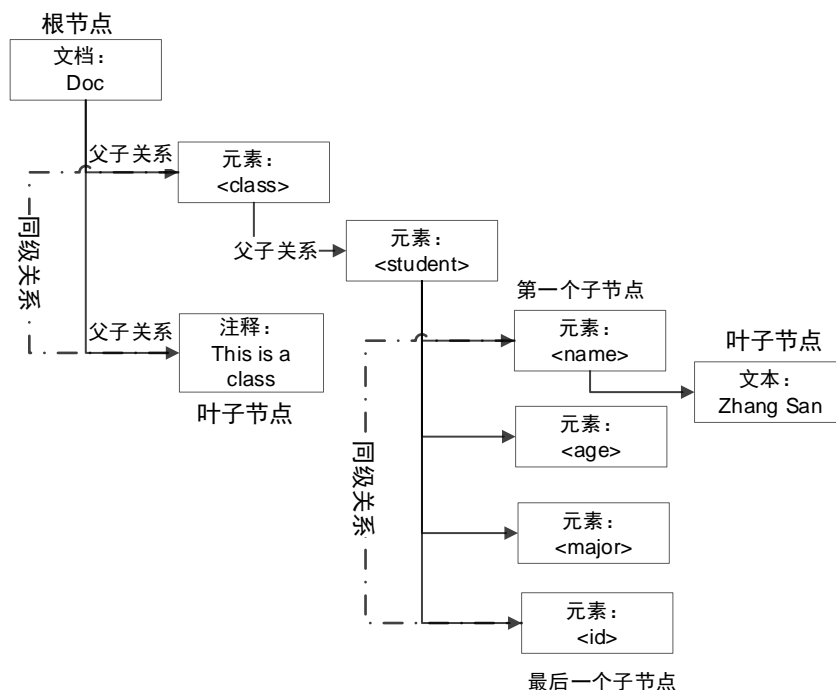 根节点
文档：
Doc
父子关系
元素：
<class>
父子关系
元素：
<student>
同级关系
父子关系
注释：
This is a
class
叶子节点
第一个子节点
元素：
<name>
叶子节点
文本：
Zhang San
元素：
<age>
同级关系
元素：
<major>
元素：
<id>
最后一个子节点